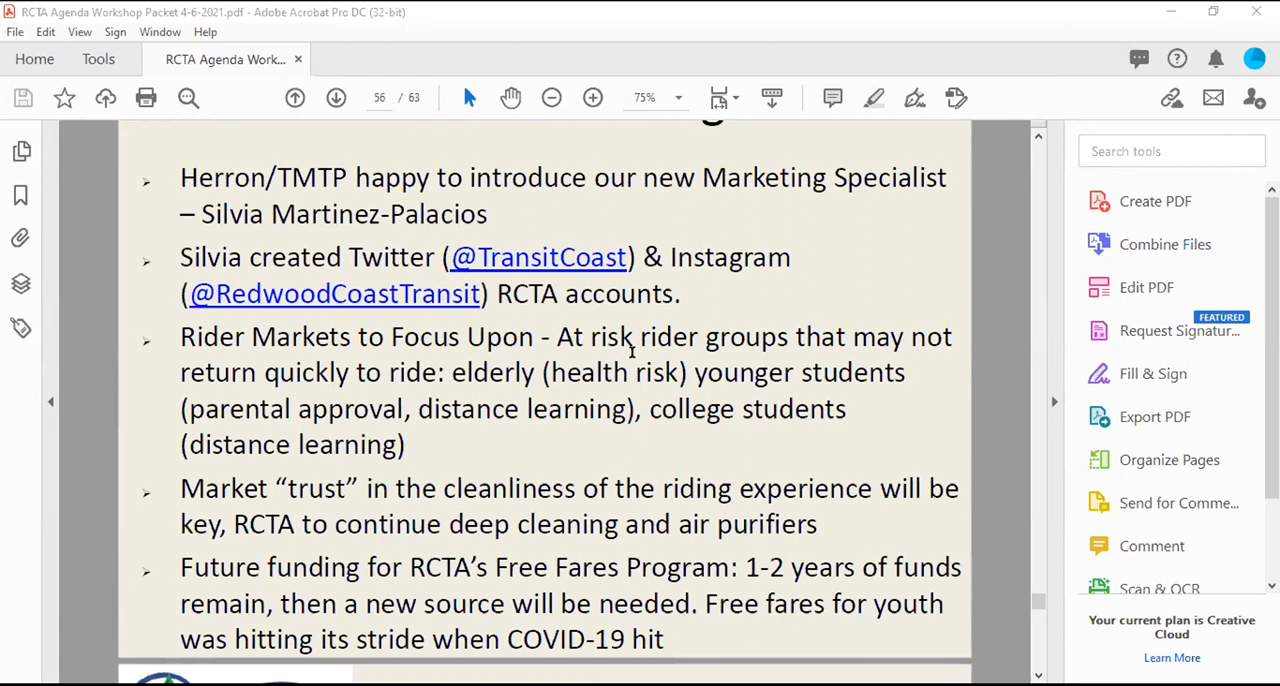 RCTA Agenda Workshop Packet 4-6-2021.pdf - Adobe Acrobat Pro DC (32-bit)
File Edit View Sign Window Help
Home Tools RCTA Agenda Work... ×
56 / 63 75%
Herron/TMTP happy to introduce our new Marketing Specialist
– Silvia Martinez-Palacios
Silvia created Twitter (@TransitCoast) & Instagram
(@RedwoodCoastTransit) RCTA accounts.
Rider Markets to Focus Upon - At risk rider groups that may not
return quickly to ride: elderly (health risk) younger students
(parental approval, distance learning), college students
(distance learning)
Market “trust” in the cleanliness of the riding experience will be
key, RCTA to continue deep cleaning and air purifiers
Future funding for RCTA’s Free Fares Program: 1-2 years of funds
remain, then a new source will be needed. Free fares for youth
was hitting its stride when COVID-19 hit
Search tools
Create PDF
Combine Files
Edit PDF
FEATURED
Request Signatur...
Fill & Sign
Export PDF
Organize Pages
Send for Comme...
Comment
Scan & OCR
Your current plan is Creative
Cloud
Learn More